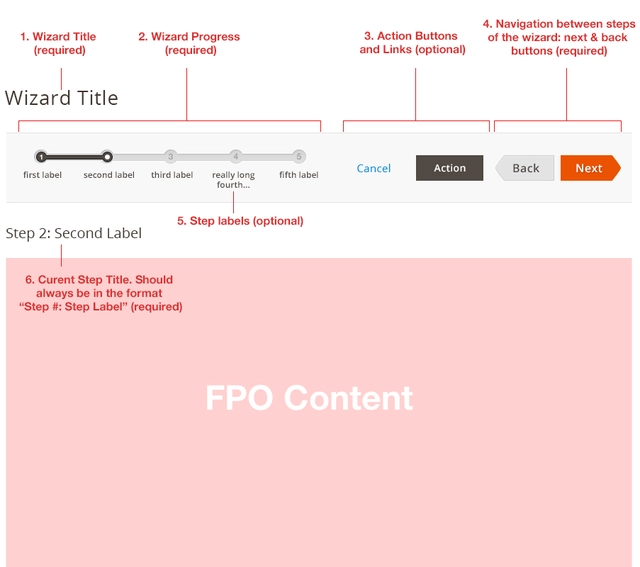 1. Wizard Title
(required)
2. Wizard Progress
(required)
3. Action Buttons
and Links (optional)
4. Navigation between steps
of the wizard: next & back
buttons (required)
Wizard Title
1
3
4
5
first label
second label
third label
really long
fourth...
fifth label
Cancel
Action
Back
Next
5. Step labels (optional)
Step 2: Second Label
6. Curent Step Title. Should
always be in the format
“Step #: Step Label” (required)
FPO Content